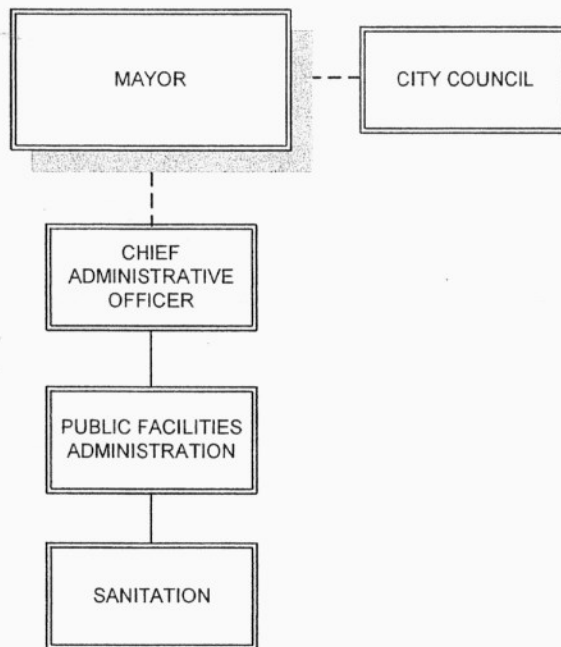 MAYOR
CITY COUNCIL
CHIEF
ADMINISTRATIVE
OFFICER
PUBLIC FACILITIES
ADMINISTRATION
SANITATION